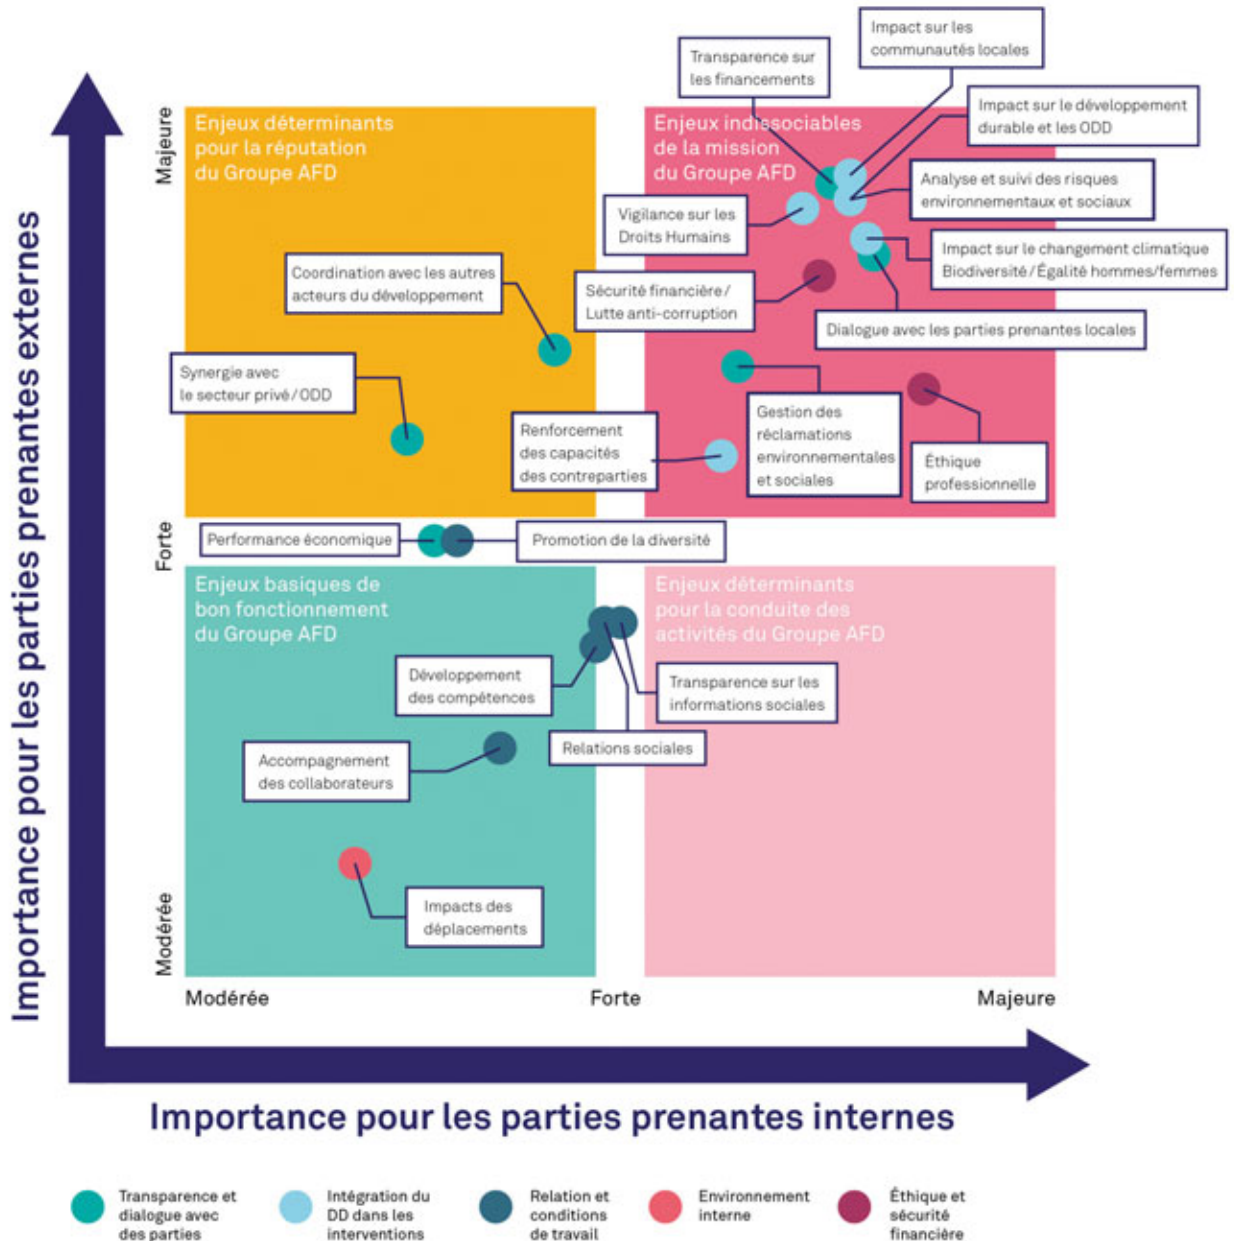 Impact sur les
communautés locales
Transparence sur
les financements
Impact sur le développement
durable et les ODD
Majeure
Enjeux déterminants
pour la réputation
du Groupe AFD
Enjeux indissociables
de la mission
du Groupe AFD
Analyse et suivi des risques
environnementaux et sociaux
Vigilance sur les
Droits Humains
Impact sur le changement climatique
Biodiversité/Égalité hommes/femmes
Coordination avec les autres
acteurs du développement
Sécurité financière/
Lutte anti-corruption
Dialogue avec les parties prenantes locales
Synergie avec
le secteur privé/ODD
Gestion des
réclamations
environnementales
et sociales
Renforcement
des capacités
des contreparties
Éthique
professionnelle
Forte
Performance économique
Promotion de la diversité
Enjeux basiques de
bon fonctionnement
du Groupe AFD
Enjeux déterminants
pour la conduite des
activités du Groupe AFD
Développement
des compétences
Transparence sur les
informations sociales
Relations sociales
Accompagnement
des collaborateurs
Impacts des
déplacements
Modérée
Importance pour les parties prenantes externes
Modérée
Forte
Majeure
Importance pour les parties prenantes internes
Transparence et
dialogue avec
des parties
Intégration du
DD dans les
interventions
Relation et
conditions
de travail
Environnement
interne
Éthique et
sécurité
financière